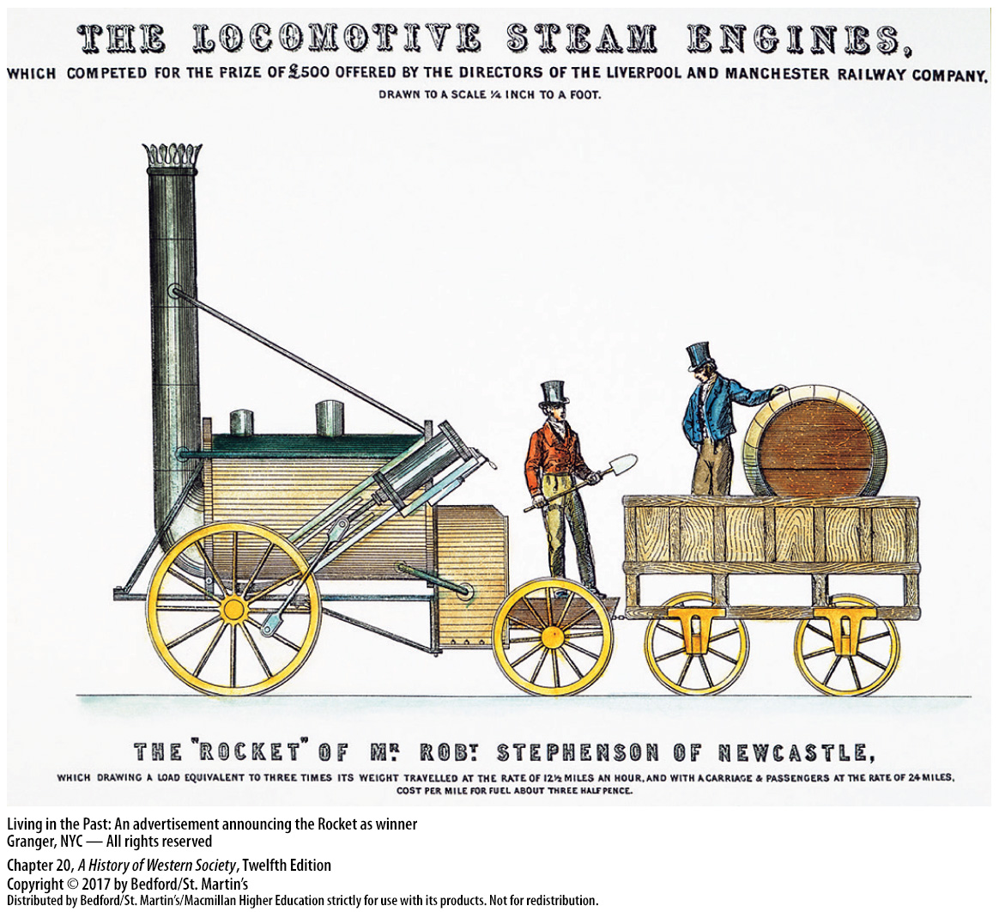 THE LOCOMOTIVE STEAM ENGINES,
WHICH COMPETED FOR THE PRIZE OF £500 OFFERED BY THE DIRECTORS OF THE LIVERPOOL AND MANCHESTER RAILWAY COMPANY,
DRAWN TO A SCALE ¼ INCH TO A FOOT.
THE "ROCKET" OF MR. ROBT. STEPHENSON OF NEWCASTLE,
WHICH DRAWING A LOAD EQUIVALENT TO THREE TIMES ITS WEIGHT TRAVELLED AT THE RATE OF 12½ MILES AN HOUR, AND WITH A CARRIAGE & PASSENGERS AT THE RATE OF 24 MILES,
COST PER MILE FOR FUEL ABOUT THREE HALFPENCE.
Living in the Past: An advertisement announcing the Rocket as winner
Granger, NYC — All rights reserved
Chapter 20, A History of Western Society, Twelfth Edition
Copyright © 2017 by Bedford/St. Martin's
Distributed by Bedford/St. Martin's/Macmillan Higher Education strictly for use with its products. Not for redistribution.